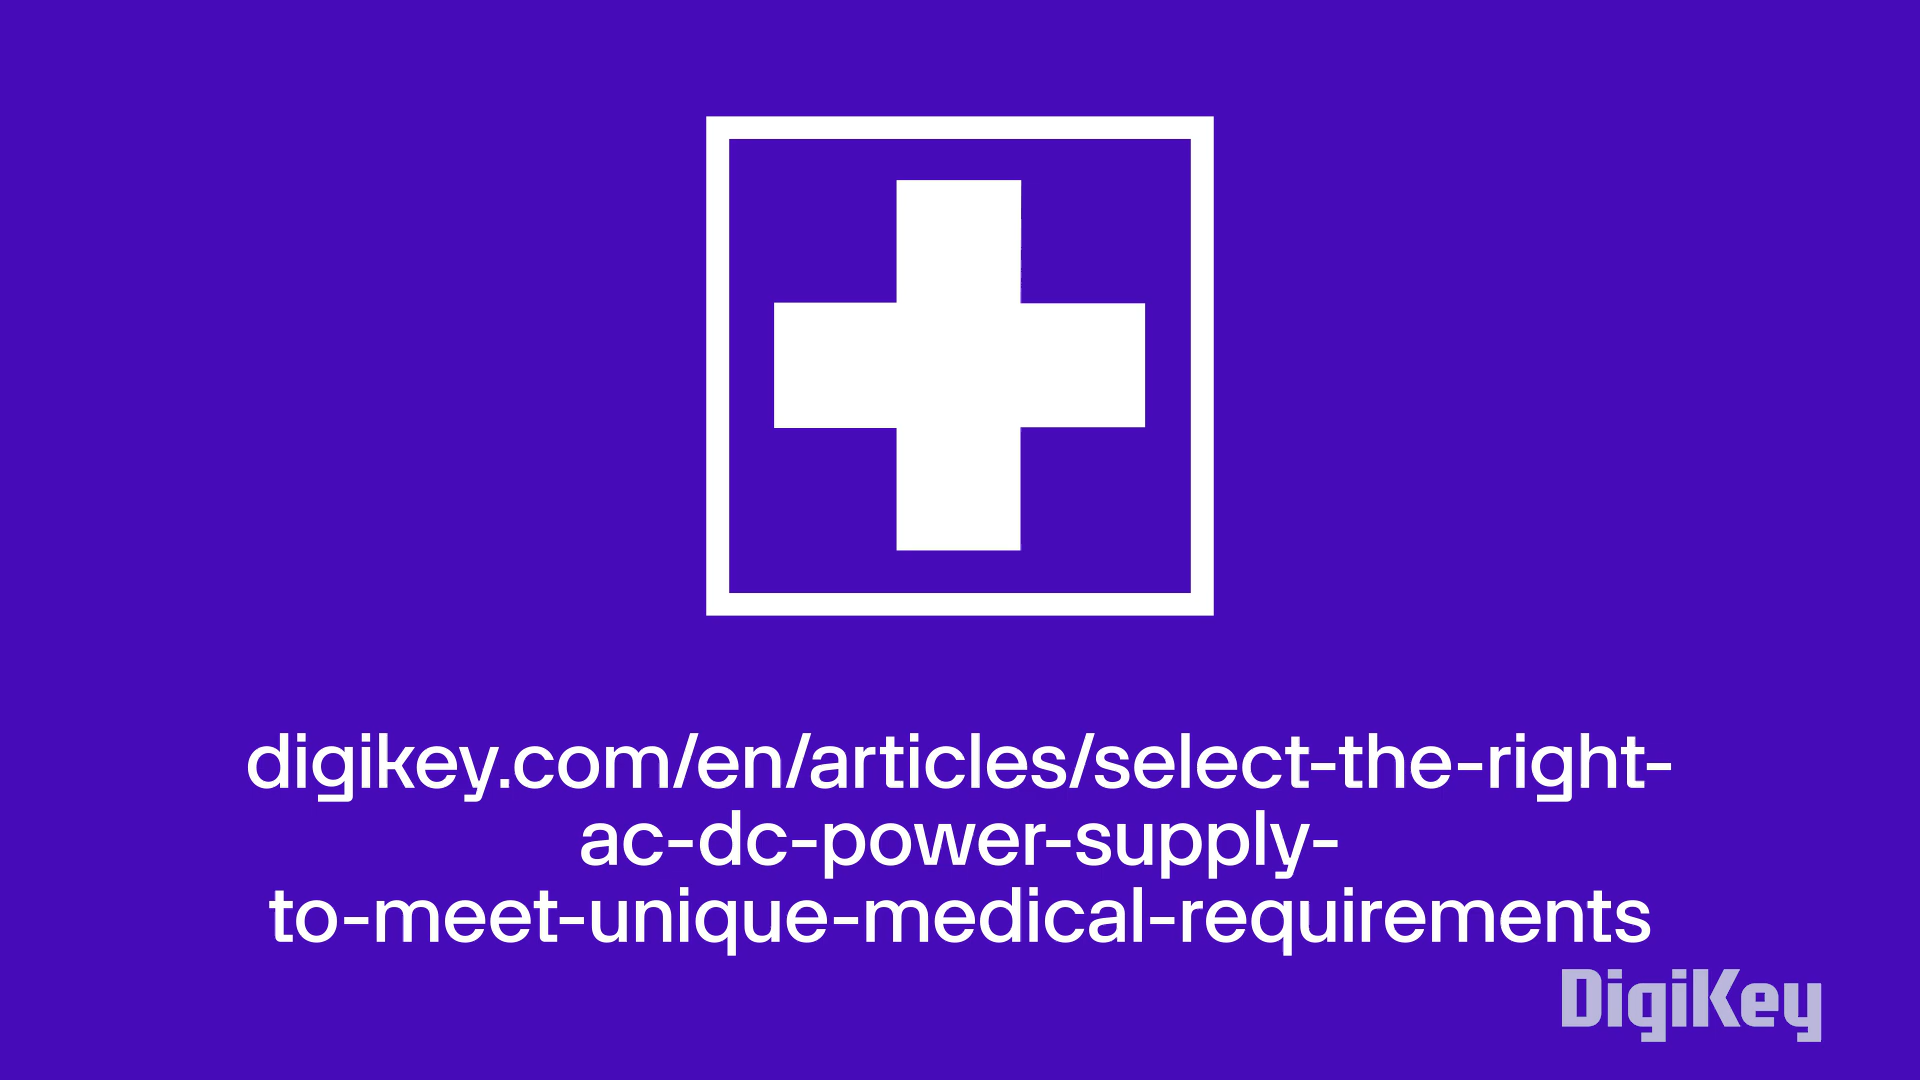 digikey.com/en/articles/select-the-right-
ac-dc-power-supply-
to-meet-unique-medical-requirements
DigiKey